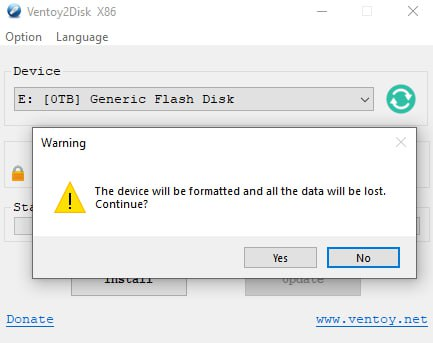 Ventoy2Disk X86
Option Language
Device
E: [0TB] Generic Flash Disk
Warning
The device will be formatted and all the data will be lost.
Continue?
Yes No
Sta
Install Update
Donate www.ventoy.net